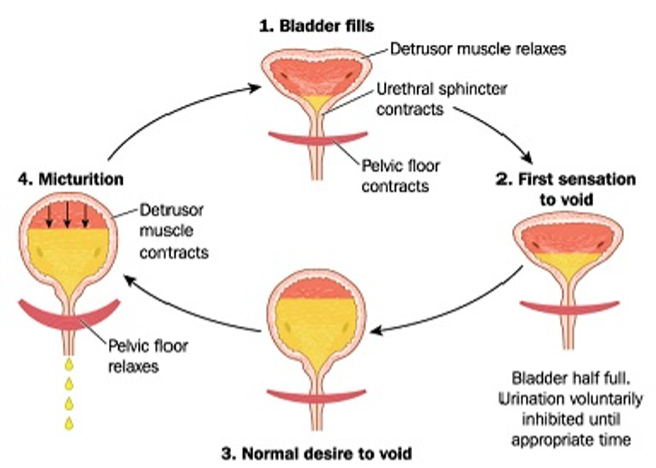 1. Bladder fills
Detrusor muscle relaxes
Urethral sphincter
contracts
Pelvic floor
contracts
2. First sensation
to void
Bladder half full.
Urination voluntarily
inhibited until
appropriate time
3. Normal desire to void
4. Micturition
Detrusor
muscle
contracts
Pelvic floor
relaxes